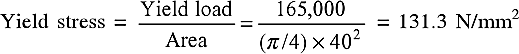 Yield stress = Yield load / Area = 165,000 / (π/4) × 40² = 131.3 N/mm²